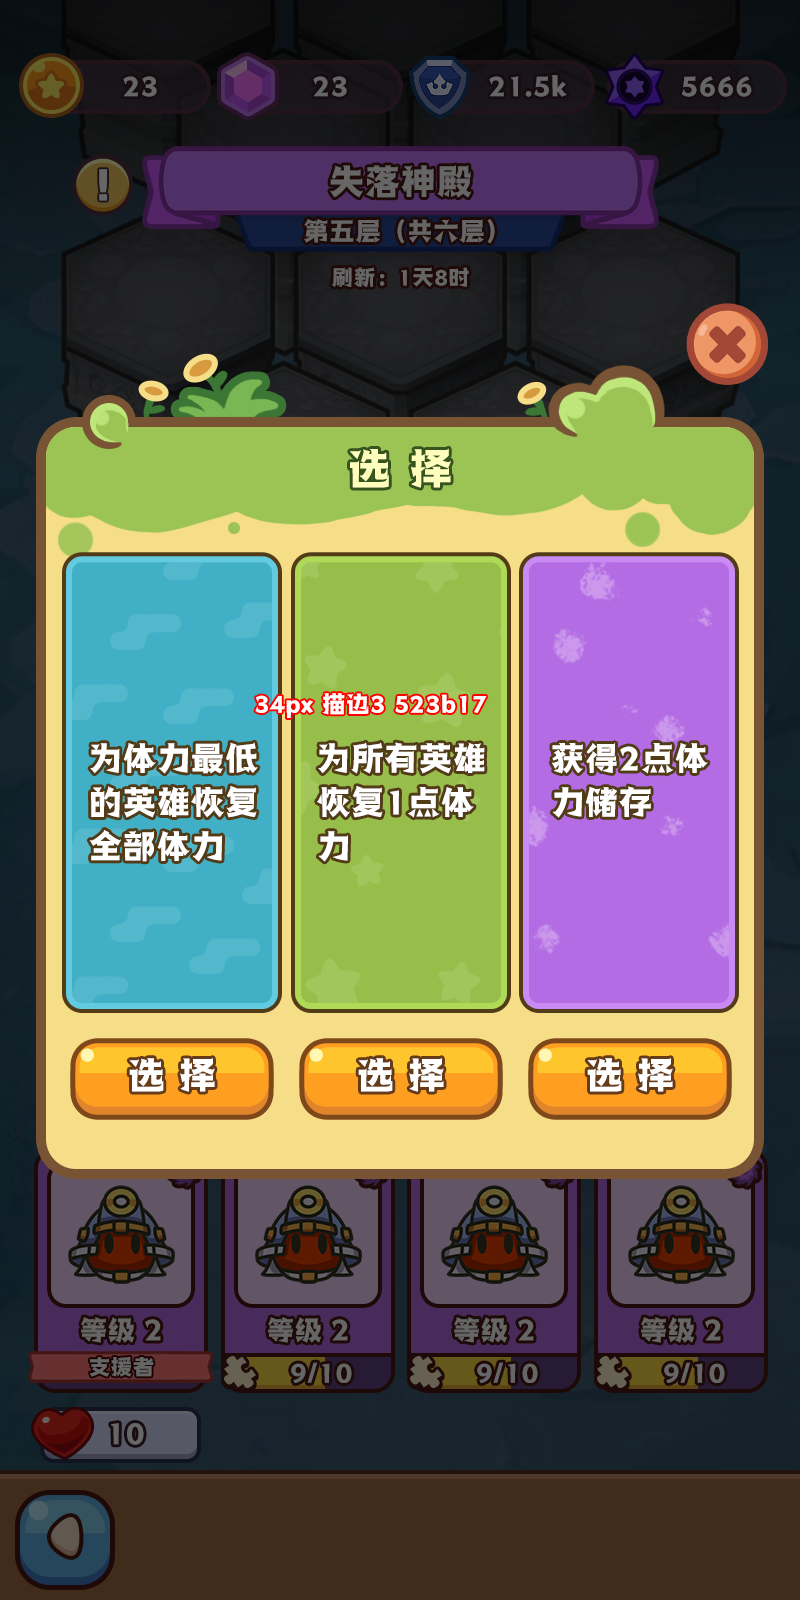 23
23
21.5k
5666
失落神殿
第五层（共六层）
刷新：1天8时
选择
34px 描边3 523b17
为体力最低
的英雄恢复
全部体力
为所有英雄
恢复1点体
力
获得2点体
力储存
选择
选择
选择
等级 2
等级 2
等级 2
等级 2
支援者
9/10
9/10
9/10
10